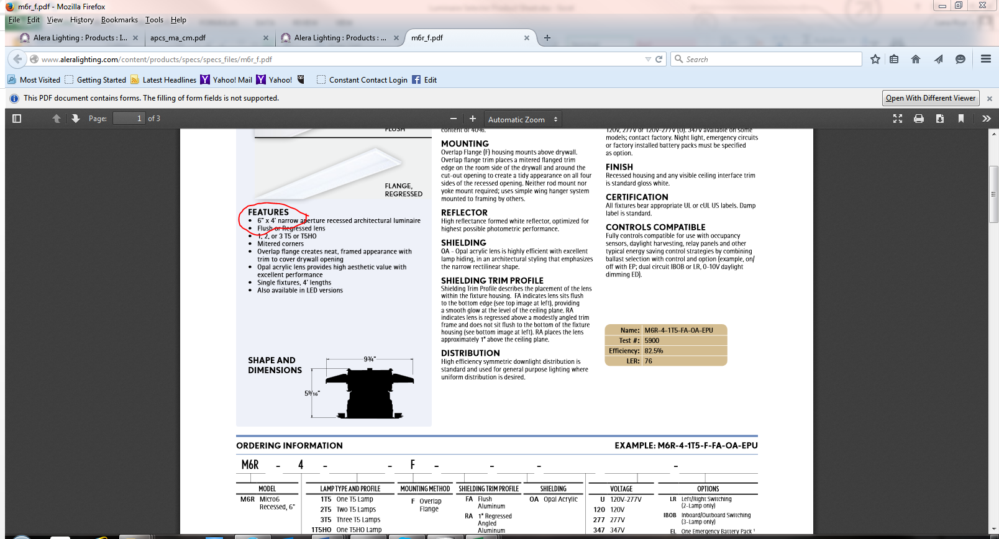 m6r_f.pdf - Mozilla Firefox
File Edit View History Bookmarks Tools Help
Alera Lighting : Products : I... × apcs_ma_cm.pdf × Alera Lighting : Products : ... × m6r_f.pdf × +
www.aleralighting.com/content/products/specs/specs_files/m6r_f.pdf
Search
Most Visited Getting Started Latest Headlines Yahoo! Mail Yahoo! Constant Contact Login Edit
This PDF document contains forms. The filling of form fields is not supported.
Open With Different Viewer
Page: 1 of 3
Automatic Zoom
FLUSH
FLANGE,
REGRESSED
FEATURES
• 6" x 4' narrow aperture recessed architectural luminaire
• Flush or Regressed lens
• 1, 2, or 3 T5 or T5HO
• Mitered corners
• Overlap flange creates neat, framed appearance with
trim to cover drywall opening
• Opal acrylic lens provides high aesthetic value with
excellent performance
• Single fixtures, 4' lengths
• Also available in LED versions
SHAPE AND
DIMENSIONS
9¾"
5⁹⁄₁₆"
content of 40%.
MOUNTING
Overlap Flange (F) housing mounts above drywall.
Overlap flange trim places a mitered flanged trim
edge on the room side of the drywall and around the
cut-out opening to create a tidy appearance on all four
sides of the recessed opening. Neither rod mount nor
yoke mount required; uses simple wing hanger system
mounted to framing by others.
REFLECTOR
High reflectance formed white reflector, optimized for
highest possible photometric performance.
SHIELDING
OA - Opal acrylic lens is highly efficient with excellent
lamp hiding, in an architectural styling that emphasizes
the narrow rectilinear shape.
SHIELDING TRIM PROFILE
Shielding Trim Profile describes the placement of the lens
within the fixture housing. FA indicates lens sits flush
to the bottom edge (see top image at left), providing
a smooth glow at the level of the ceiling plane. RA
indicates lens is regressed above a modestly angled trim
frame and does not sit flush to the bottom of the fixture
housing (see bottom image at left). RA places the lens
approximately 1" above the ceiling plane.
DISTRIBUTION
High efficiency symmetric downlight distribution is
standard and used for general purpose lighting where
uniform distribution is desired.
120V, 277V or 120V-277V (U). 347V available on some
models; contact factory. Night light, emergency circuits
or factory installed battery packs must be specified
as option.
FINISH
Recessed housing and any visible ceiling interface trim
is standard gloss white.
CERTIFICATION
All fixtures bear appropriate UL or cUL US labels. Damp
label is standard.
CONTROLS COMPATIBLE
Fully controls compatible for use with occupancy
sensors, daylight harvesting, relay panels and other
typical energy saving control strategies by combining
ballast selection with control and option (example, on/
off with EP; dual circuit IBOB or LR, 0-10V daylight
dimming ED).
Name: M6R-4-1T5-FA-OA-EPU
Test #: 5900
Efficiency: 82.5%
LER: 76
ORDERING INFORMATION EXAMPLE: M6R-4-1T5-F-FA-OA-EPU
M6R - 4 - - F - - - -
MODEL LAMP TYPE AND PROFILE MOUNTING METHOD SHIELDING TRIM PROFILE SHIELDING VOLTAGE OPTIONS
M6R Micro6
Recessed, 6"
1T5 One T5 Lamp
2T5 Two T5 Lamps
3T5 Three T5 Lamps
1T5HO One T5HO Lamp
F Overlap
Flange
FA Flush
Aluminum
RA 1" Regressed
Angled
Aluminum
OA Opal Acrylic
U 120V-277V
120 120V
277 277V
347 347V
LR Left/Right Switching
(2-Lamp only)
IBOB Inboard/Outboard Switching
(3-Lamp only)
EL One Emergency Battery Pack ¹